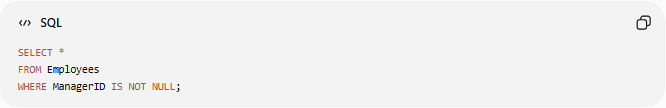 </> SQL
SELECT *
FROM Employees
WHERE ManagerID IS NOT NULL;